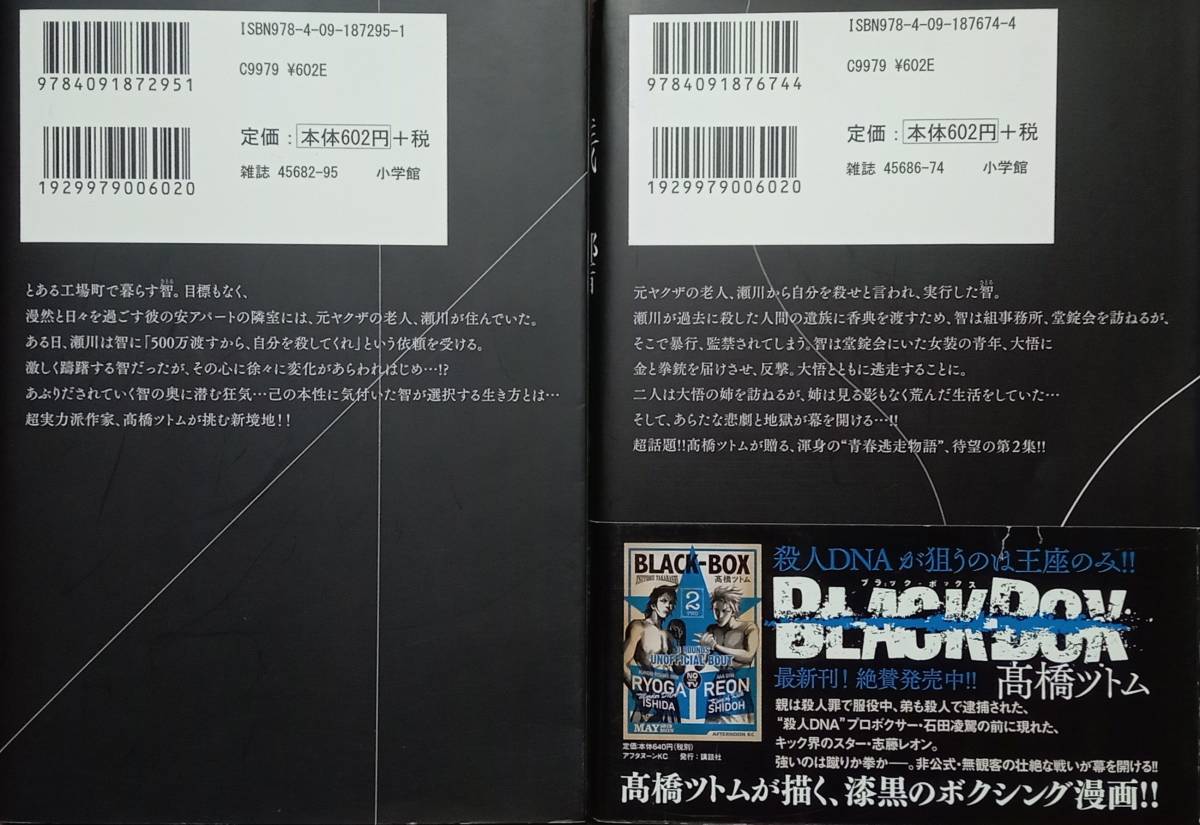 ISBN978-4-09-187295-1
C9979 ¥602E
9784091872951
定価：本体602円+税
雑誌 45682-95 小学館
1929979006020
とある工場町で暮らす智。目標もなく、
漫然と日々を過ごす彼の安アパートの隣室には、元ヤクザの老人、瀬川が住んでいた。
ある日、瀬川は智に「500万渡すから、自分を殺してくれ」という依頼を受ける。
激しく躊躇する智だったが、その心に徐々に変化があらわれはじめ…!?
あぶりだされていく智の奥に潜む狂気…己の本性に気付いた智が選択する生き方とは…
超実力派作家、髙橋ツトムが挑む新境地！！
ISBN978-4-09-187674-4
C9979 ¥602E
9784091876744
定価：本体602円+税
雑誌 45686-74 小学館
1929979006020
元ヤクザの老人、瀬川から自分を殺せと言われ、実行した智。
瀬川が過去に殺した人間の遺族に香典を渡すため、智は組事務所、堂錠会を訪ねるが、
そこで暴行、監禁されてしまう。智は堂錠会にいた女装の青年、大悟に
金と拳銃を届けさせ、反撃。大悟とともに逃走することに。
二人は大悟の姉を訪ねるが、姉は見る影もなく荒んだ生活をしていた…
そして、あらたな悲劇と地獄が幕を開ける…!!
超話題!!髙橋ツトムが贈る、渾身の“青春逃走物語”、待望の第2集!!
BLACK-BOX
TSUTOMU TAKAHASHI
髙橋ツトム
2
TWO
ROUNDS
UNOFFICIAL BOUT
RYOGA ISHIDA
NO TV
REON SHIDOH
MAY
AFTERNOON KC
定価:本体640円(税別)
アフタヌーンKC 発行：講談社
殺人DNAが狙うのは王座のみ!!
ブラック・ボックス
BLACK-BOX
最新刊！絶賛発売中!! 髙橋ツトム
親は殺人罪で服役中、弟も殺人で逮捕された、
“殺人DNA”プロボクサー・石田凌駕の前に現れた、
キック界のスター・志藤レオン。
強いのは蹴りか拳か―。非公式・無観客の壮絶な戦いが幕を開ける!!
髙橋ツトムが描く、漆黒のボクシング漫画!!